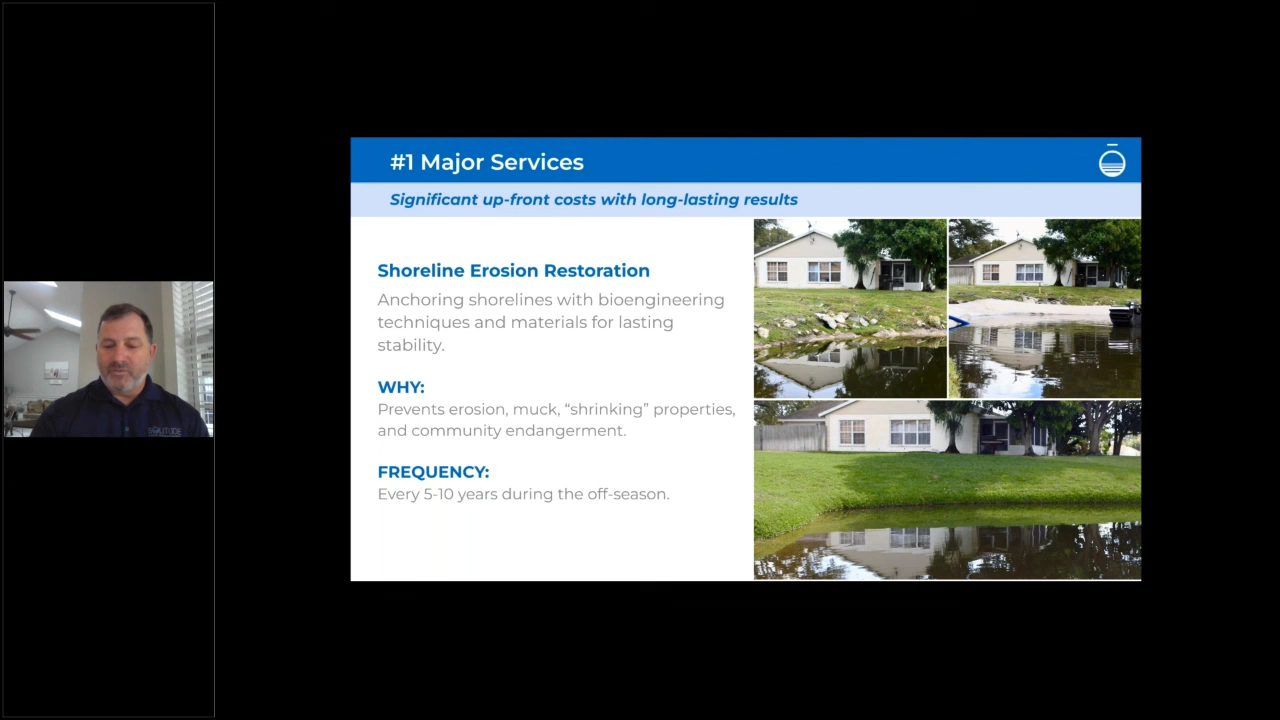 #1 Major Services
Significant up-front costs with long-lasting results
Shoreline Erosion Restoration
Anchoring shorelines with bioengineering
techniques and materials for lasting
stability.
WHY:
Prevents erosion, muck, “shrinking” properties,
and community endangerment.
FREQUENCY:
Every 5-10 years during the off-season.